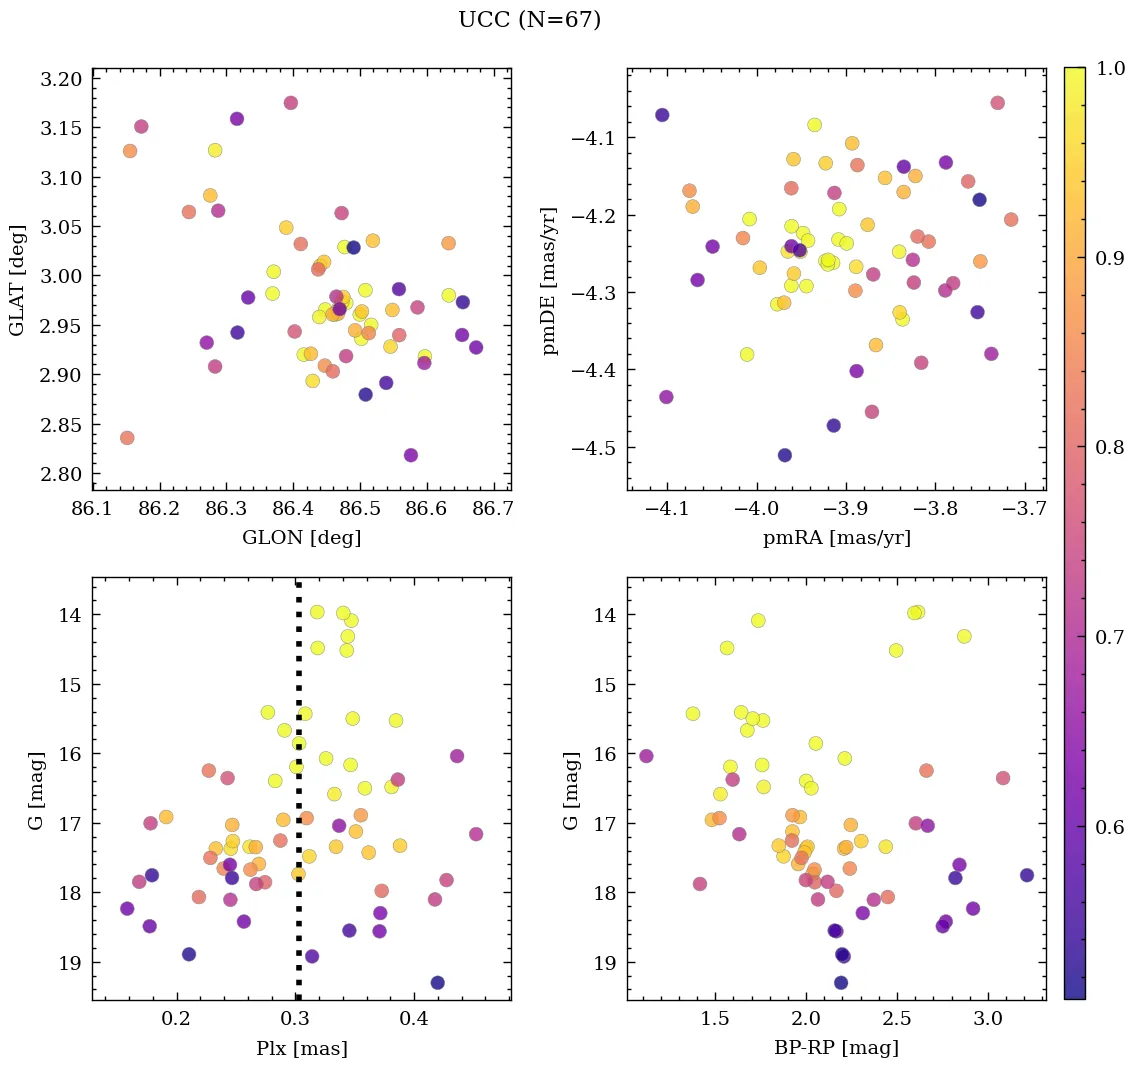 UCC (N=67)
3.20
3.15
3.10
3.05
3.00
2.95
2.90
2.85
2.80
GLAT [deg]
86.1 86.2 86.3 86.4 86.5 86.6 86.7
GLON [deg]
−4.1
−4.2
−4.3
−4.4
−4.5
pmDE [mas/yr]
−4.1 −4.0 −3.9 −3.8 −3.7
pmRA [mas/yr]
1.0
0.9
0.8
0.7
0.6
14
15
16
17
18
19
G [mag]
0.2 0.3 0.4
Plx [mas]
14
15
16
17
18
19
G [mag]
1.5 2.0 2.5 3.0
BP-RP [mag]